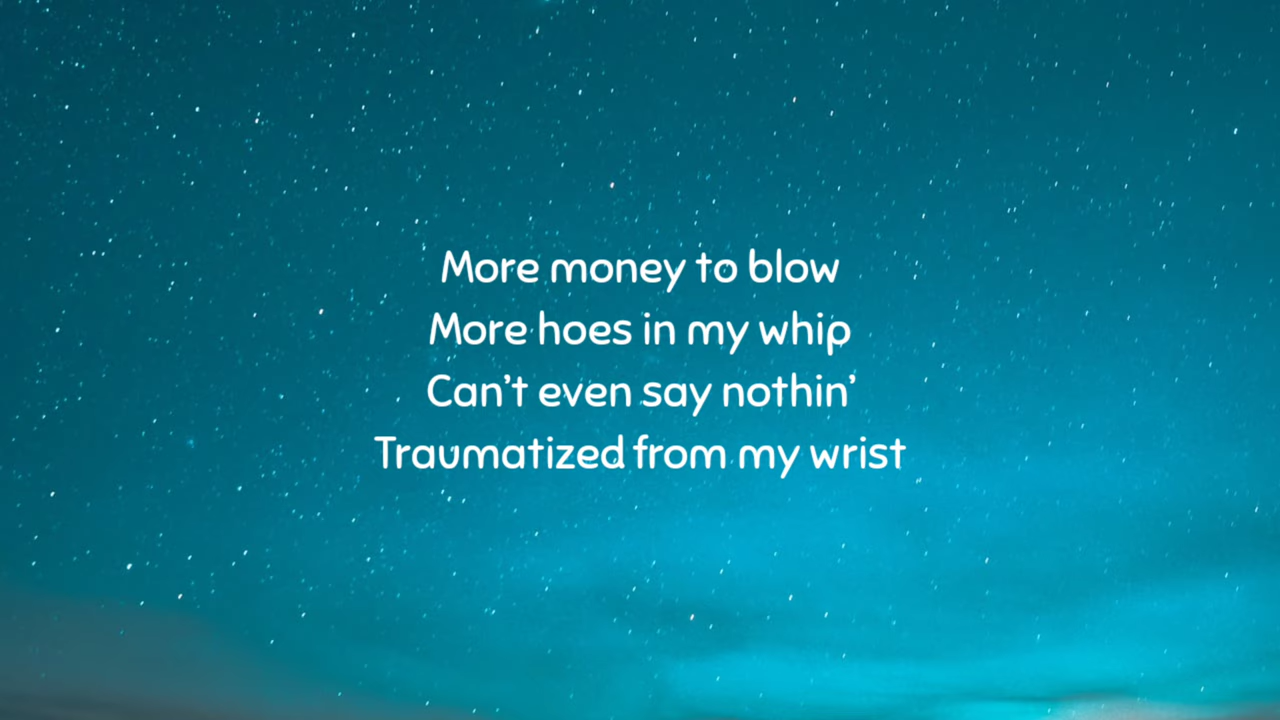 More money to blow
More hoes in my whip
Can’t even say nothin’
Traumatized from my wrist